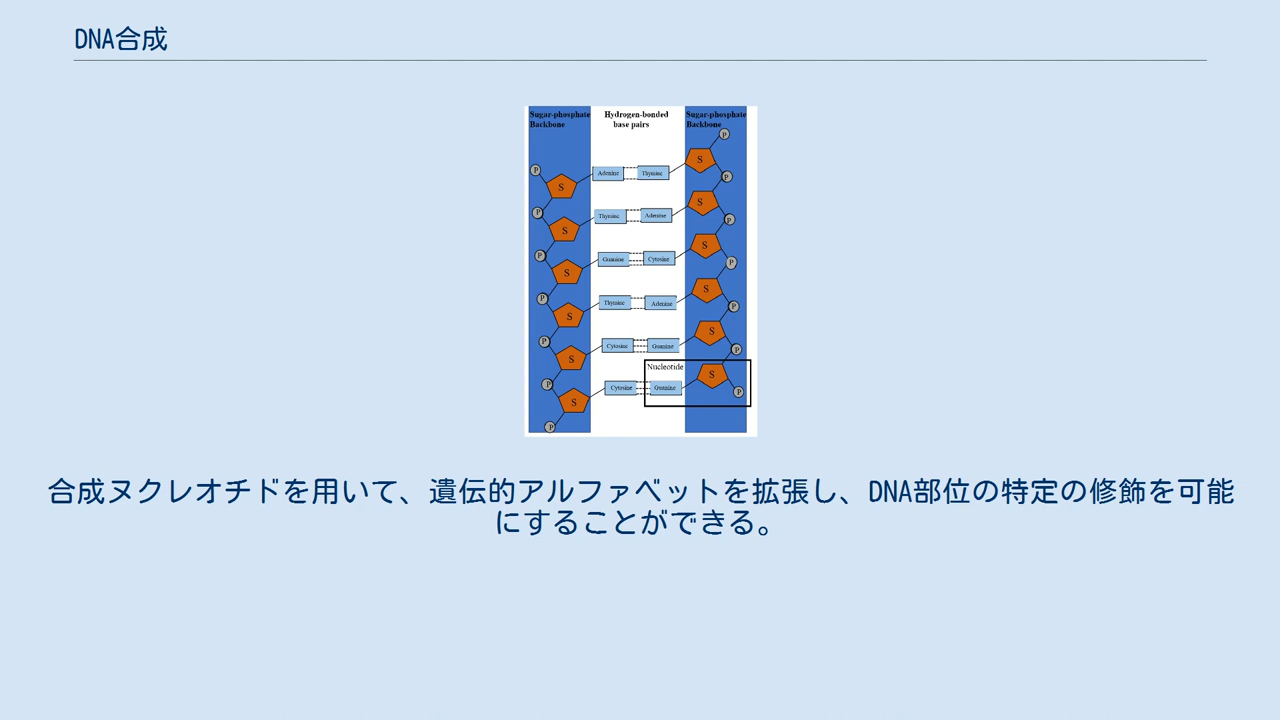 DNA合成
Sugar-phosphate Backbone
Hydrogen-bonded base pairs
Sugar-phosphate Backbone
P
P S Adenine Thymine S P
P S Thymine Adenine S P
P S Guanine Cytosine S P
P S Thymine Adenine S P
P S Cytosine Guanine S P
Nucleotide
P S Cytosine Guanine S P
P
合成ヌクレオチドを用いて、遺伝的アルファベットを拡張し、DNA部位の特定の修飾を可能
にすることができる。